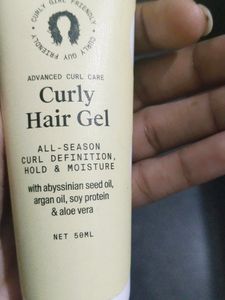 • CURLY GIRL FRIENDLY • CURLY GUY FRIENDLY
ADVANCED CURL CARE
Curly
Hair Gel
ALL-SEASON
CURL DEFINITION,
HOLD & MOISTURE
with abyssinian seed oil,
argan oil, soy protein
& aloe vera
NET 50ML